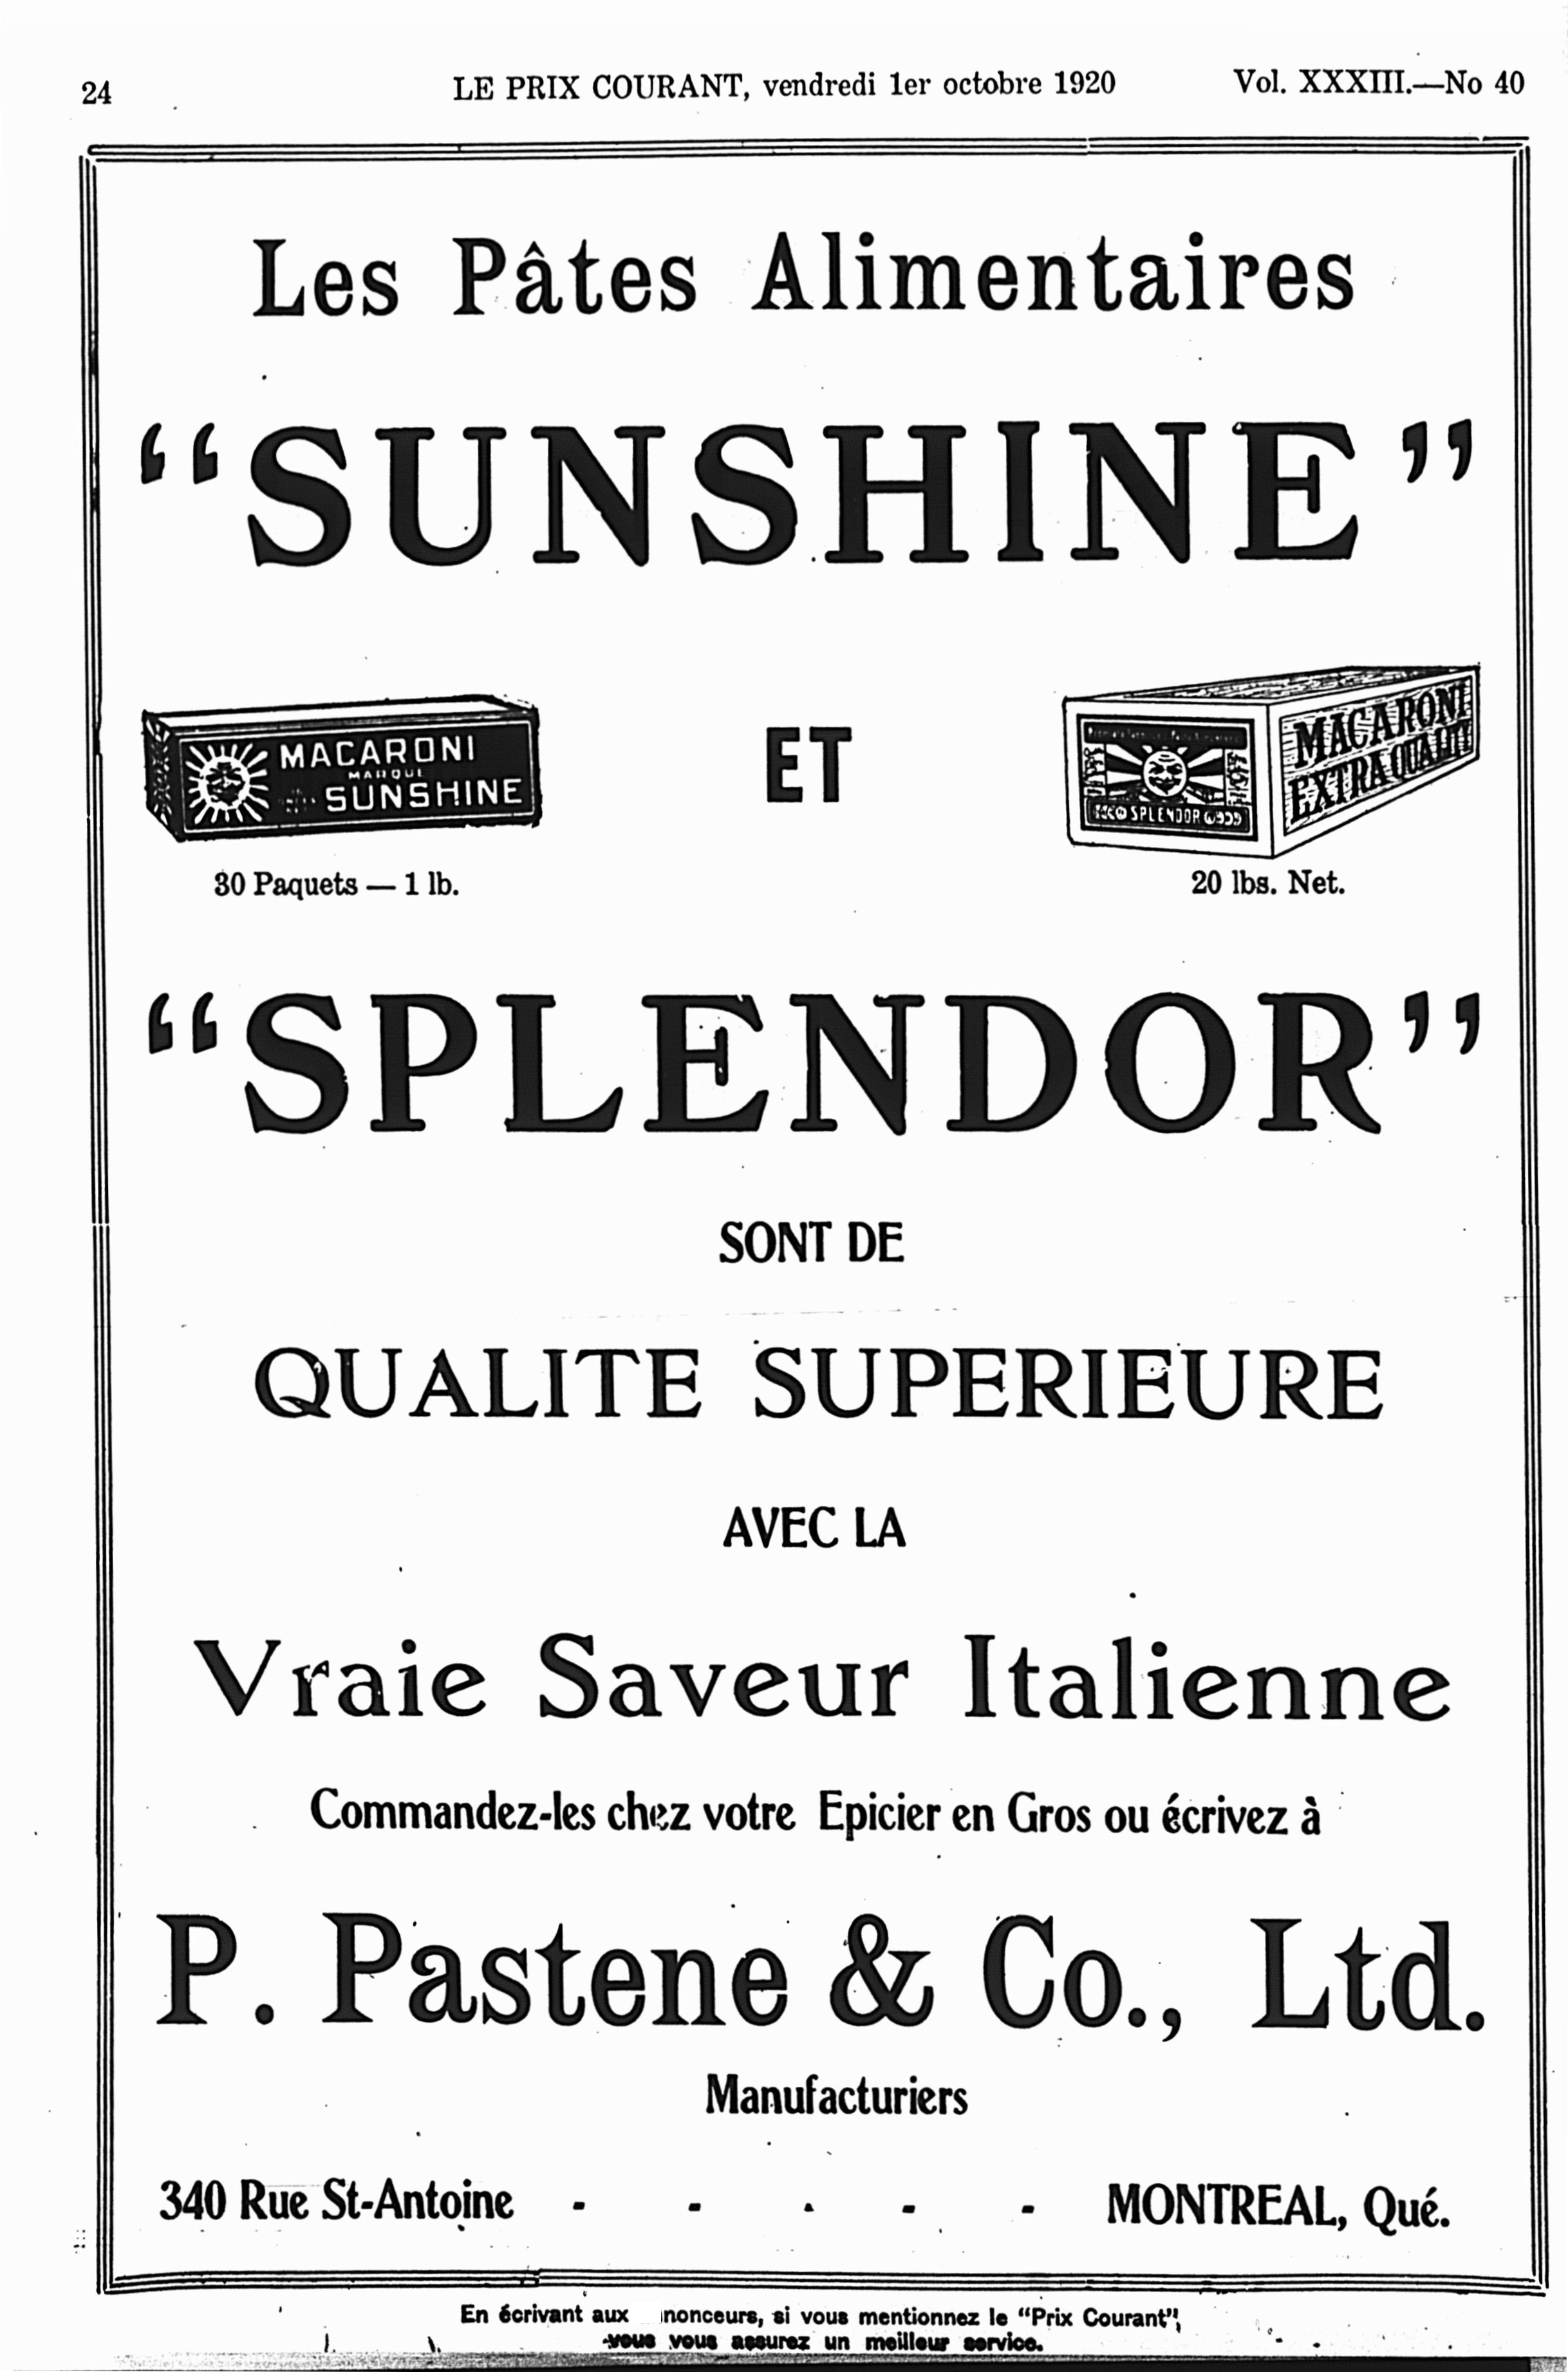 24 LE PRIX COURANT, vendredi 1er octobre 1920 Vol. XXXIII.—No 40
Les Pâtes Alimentaires
“SUNSHINE”
MACARONI
MARQUE
SUNSHINE
ET
MACARONI
EXTRA QUALITY
SPLENDOR
30 Paquets — 1 lb.
20 lbs. Net.
“SPLENDOR”
SONT DE
QUALITE SUPERIEURE
AVEC LA
Vraie Saveur Italienne
Commandez-les chez votre Epicier en Gros ou écrivez à
P. Pastene & Co., Ltd.
Manufacturiers
340 Rue St-Antoine - - - - - MONTREAL, Qué.
En écrivant aux nonceurs, si vous mentionnez le “Prix Courant”,
vous vous assurez un meilleur service.